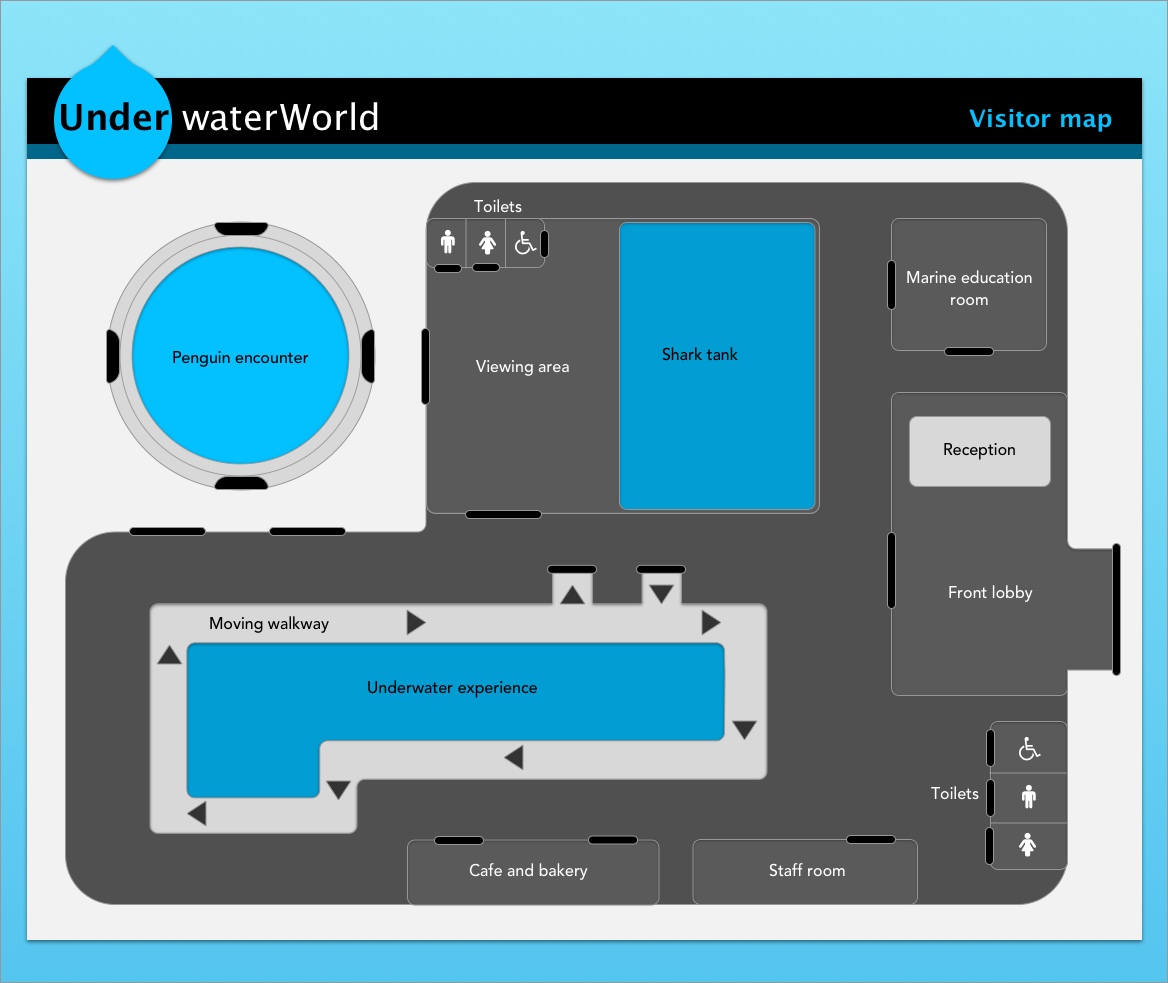 UnderwaterWorld
Visitor map
Toilets
Marine education
room
Penguin encounter
Viewing area
Shark tank
Reception
Front lobby
Moving walkway
Underwater experience
Toilets
Cafe and bakery
Staff room